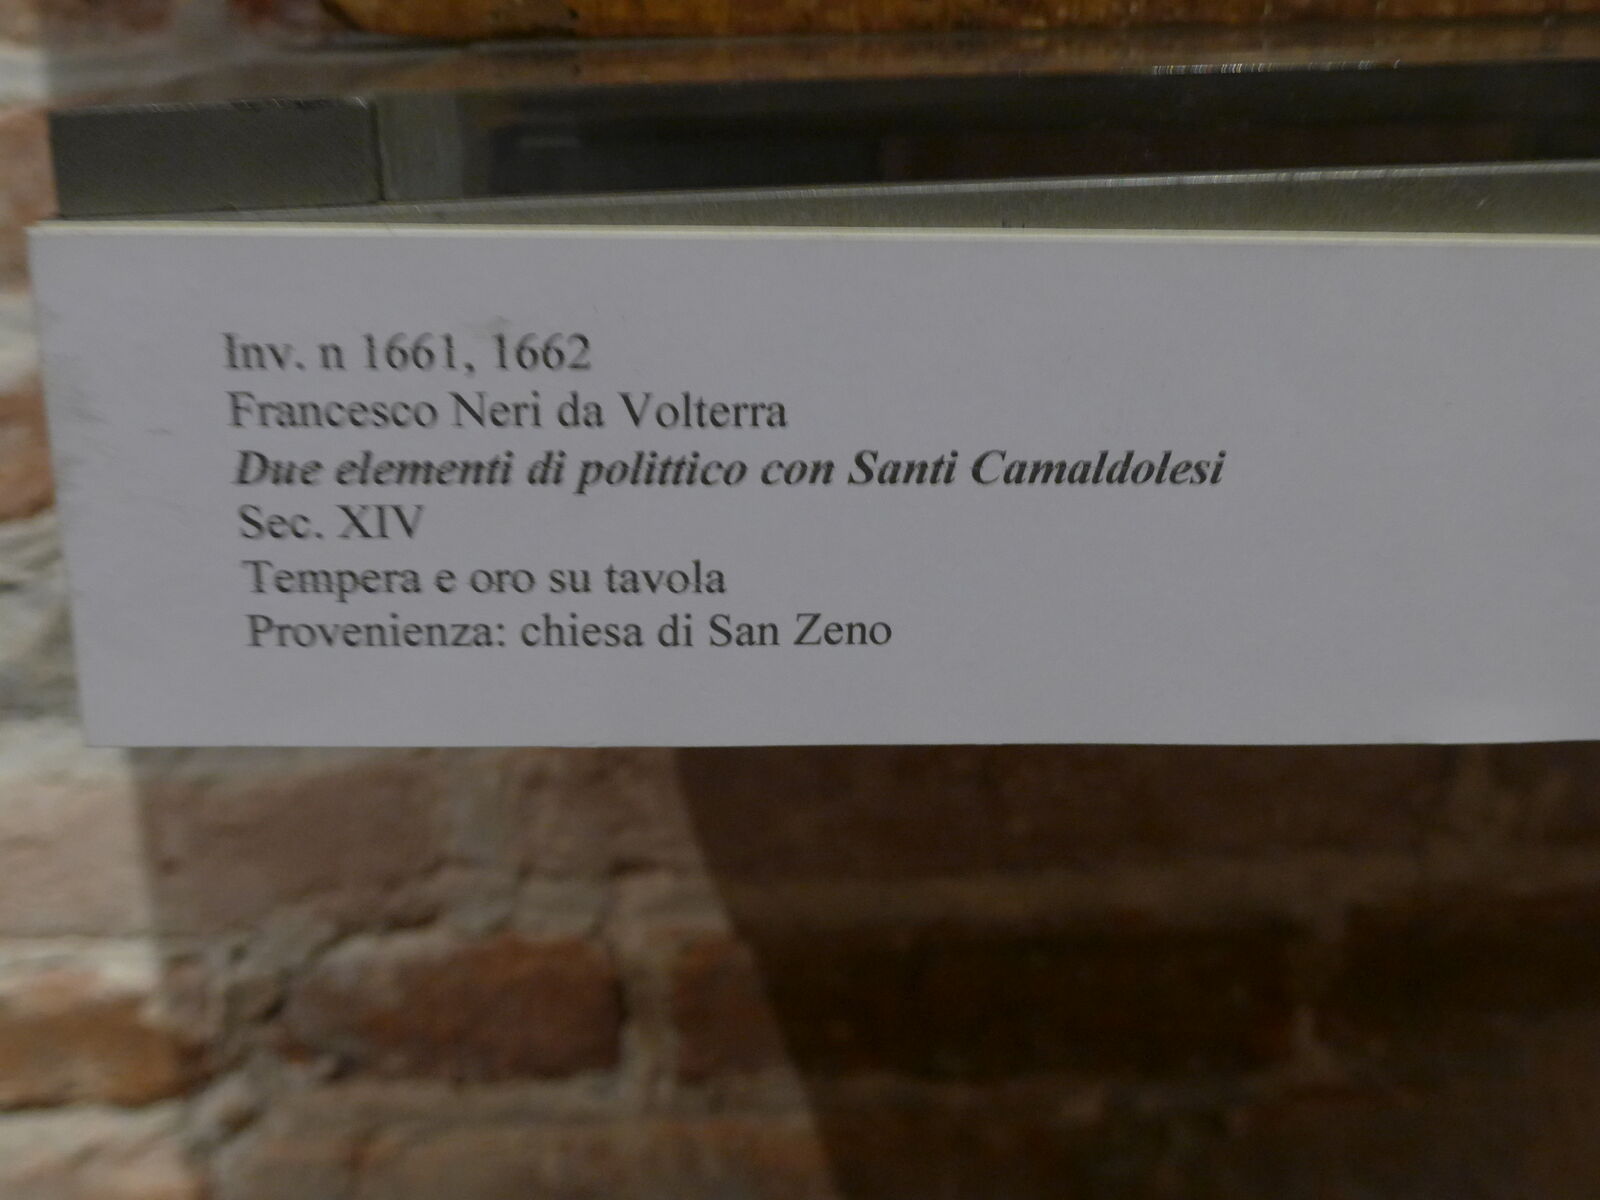 Inv. n 1661, 1662
Francesco Neri da Volterra
Due elementi di polittico con Santi Camaldolesi
Sec. XIV
Tempera e oro su tavola
Provenienza: chiesa di San Zeno